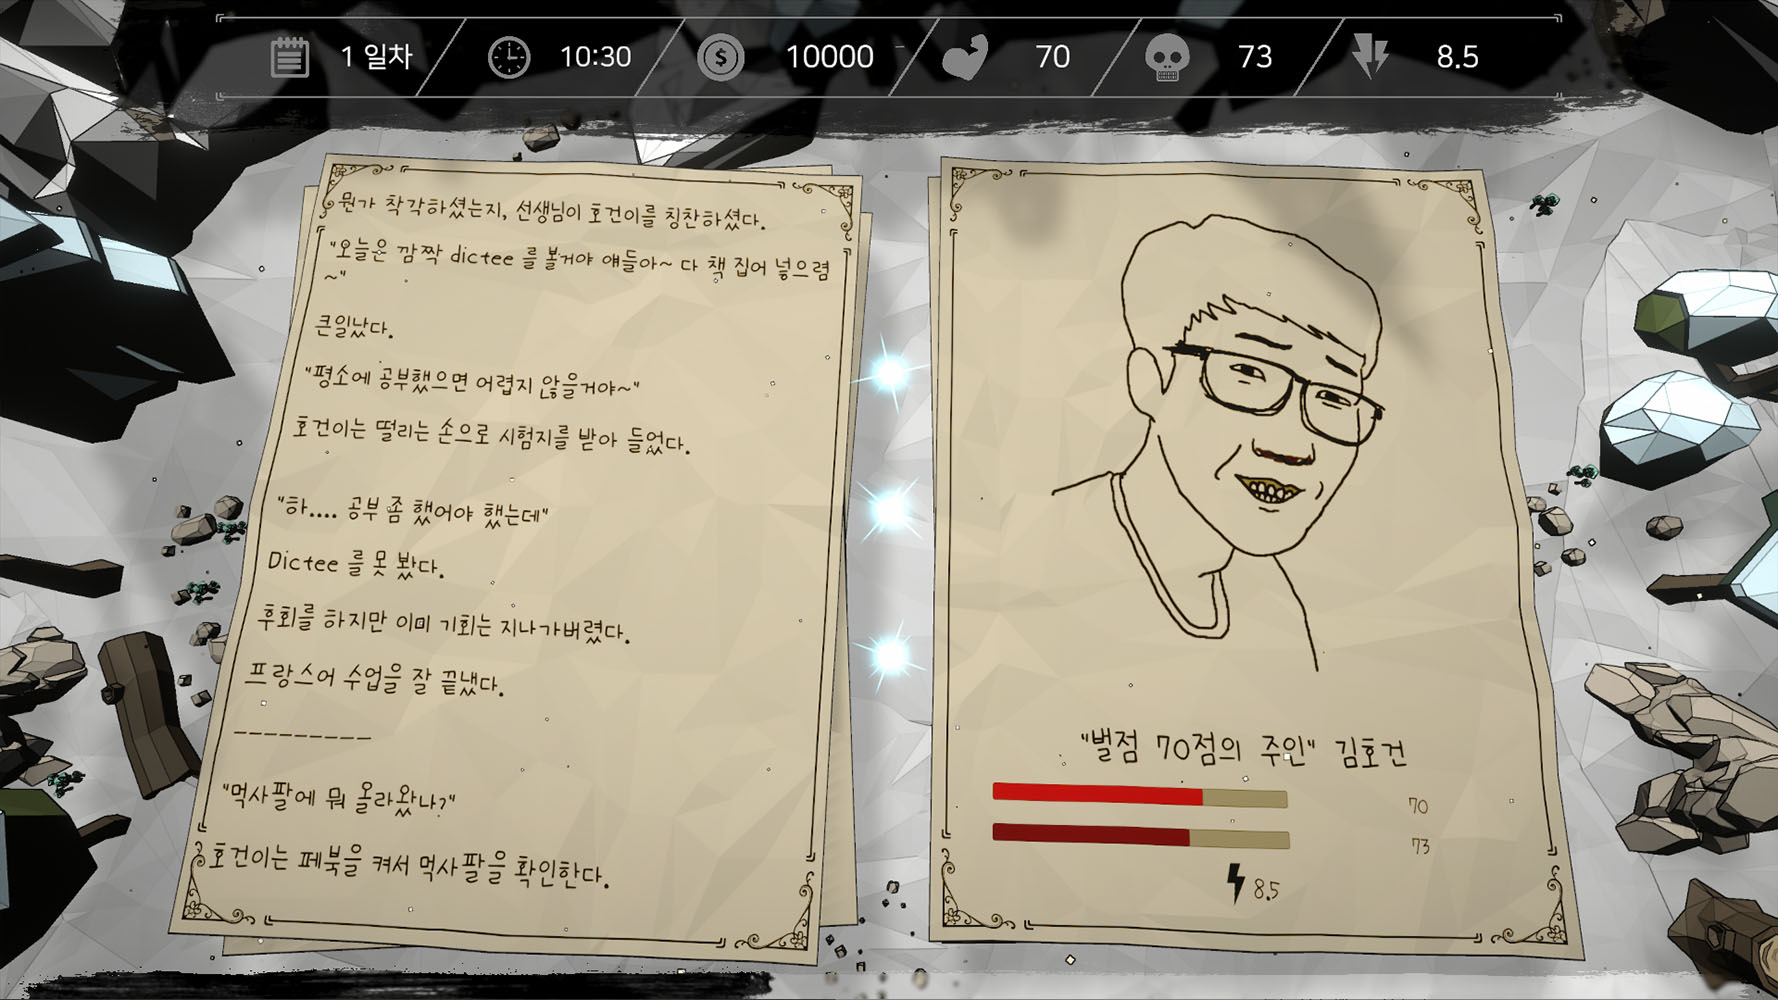 1 일차
10:30
10000
70
73
8.5
뭔가 착각하셨는지, 선생님이 호건이를 칭찬하셨다.
"오늘은 깜짝 dictee 를 볼거야 얘들아~ 다 책 집어 넣으렴
~"
큰일났다.
"평소에 공부했으면 어렵지 않을거야~"
호건이는 떨리는 손으로 시험지를 받아 들었다.
"하.... 공부 좀 했어야 했는데"
Dictee 를 못 봤다.
후회를 하지만 이미 기회는 지나가버렸다.
프랑스어 수업을 잘 끝냈다.
----------
"먹사팔에 뭐 올라왔나?"
호건이는 페북을 켜서 먹사팔을 확인한다.
"벌점 70점의 주인" 김호건
70
73
8.5